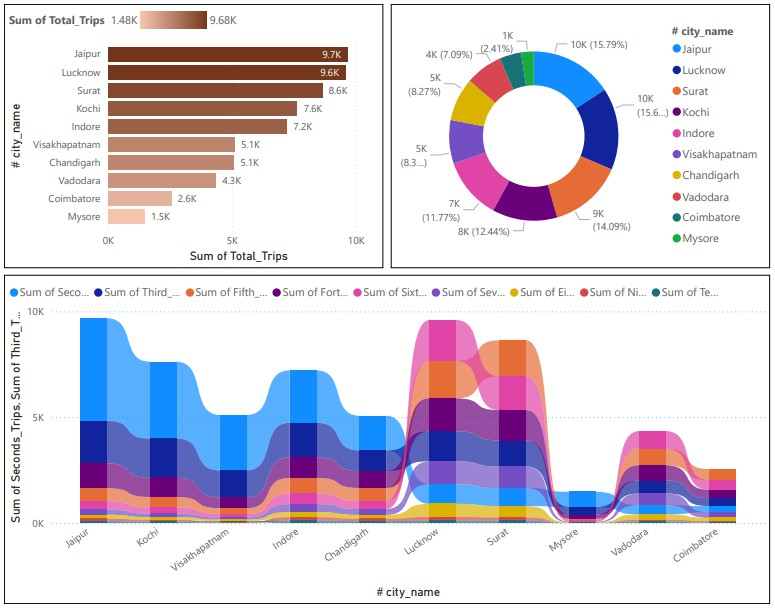 Sum of Total_Trips 1.48K 9.68K
# city_name
Jaipur 9.7K
Lucknow 9.6K
Surat 8.6K
Kochi 7.6K
Indore 7.2K
Visakhapatnam 5.1K
Chandigarh 5.1K
Vadodara 4.3K
Coimbatore 2.6K
Mysore 1.5K
0K 5K 10K
Sum of Total_Trips
1K
(2.41%)
10K (15.79%)
4K (7.09%)
5K
(8.27%)
10K
(15.6...)
5K
(8.3...)
7K
(11.77%)
9K
(14.09%)
8K (12.44%)
# city_name
Jaipur
Lucknow
Surat
Kochi
Indore
Visakhapatnam
Chandigarh
Vadodara
Coimbatore
Mysore
Sum of Seco... Sum of Third_... Sum of Fifth_... Sum of Fort... Sum of Sixt... Sum of Sev... Sum of Ei... Sum of Ni... Sum of Te...
Sum of Seconds_Trips, Sum of Third_T...
10K
5K
0K
Jaipur Kochi Visakhapatnam Indore Chandigarh Lucknow Surat Mysore Vadodara Coimbatore
# city_name